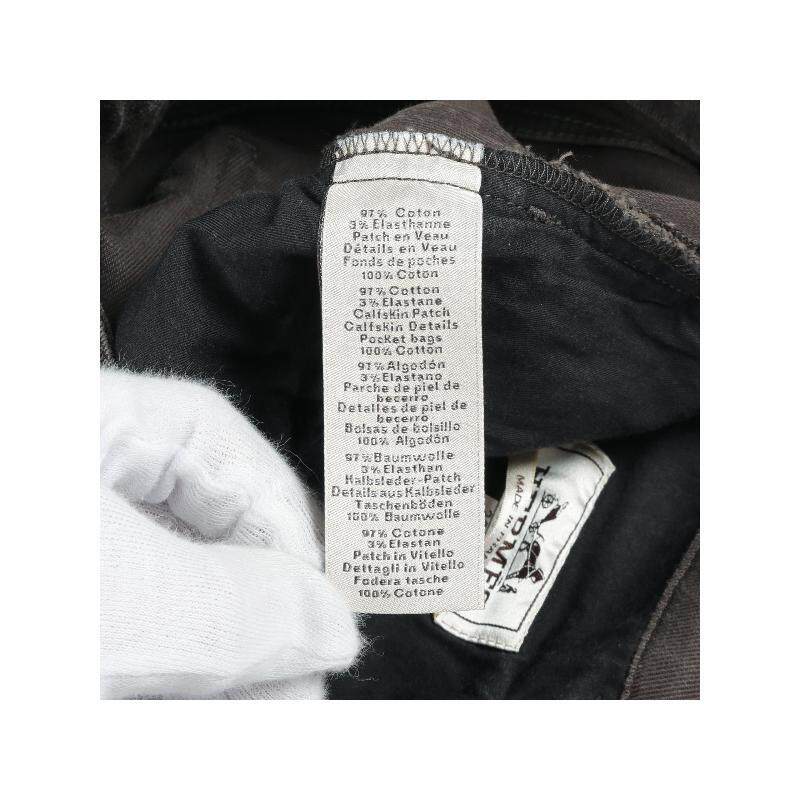 97% Coton
3% Elasthanne
Patch en Veau
Détails en Veau
Fonds de poches
100% Coton
97% Cotton
3% Elastane
Calfskin Patch
Calfskin Details
Pocket bags
100% Cotton
97% Algodón
3% Elastano
Parche de piel de
becerro
Detalles de piel de
becerro
Bolsas de bolsillo
100% Algodón
97% Baumwolle
3% Elasthan
Kalbsleder-Patch
Details aus Kalbsleder
Taschenböden
100% Baumwolle
97% Cotone
3% Elastan
Patch in Vitello
Dettagli in Vitello
Fodera tasche
100% Cotone
MADE IN